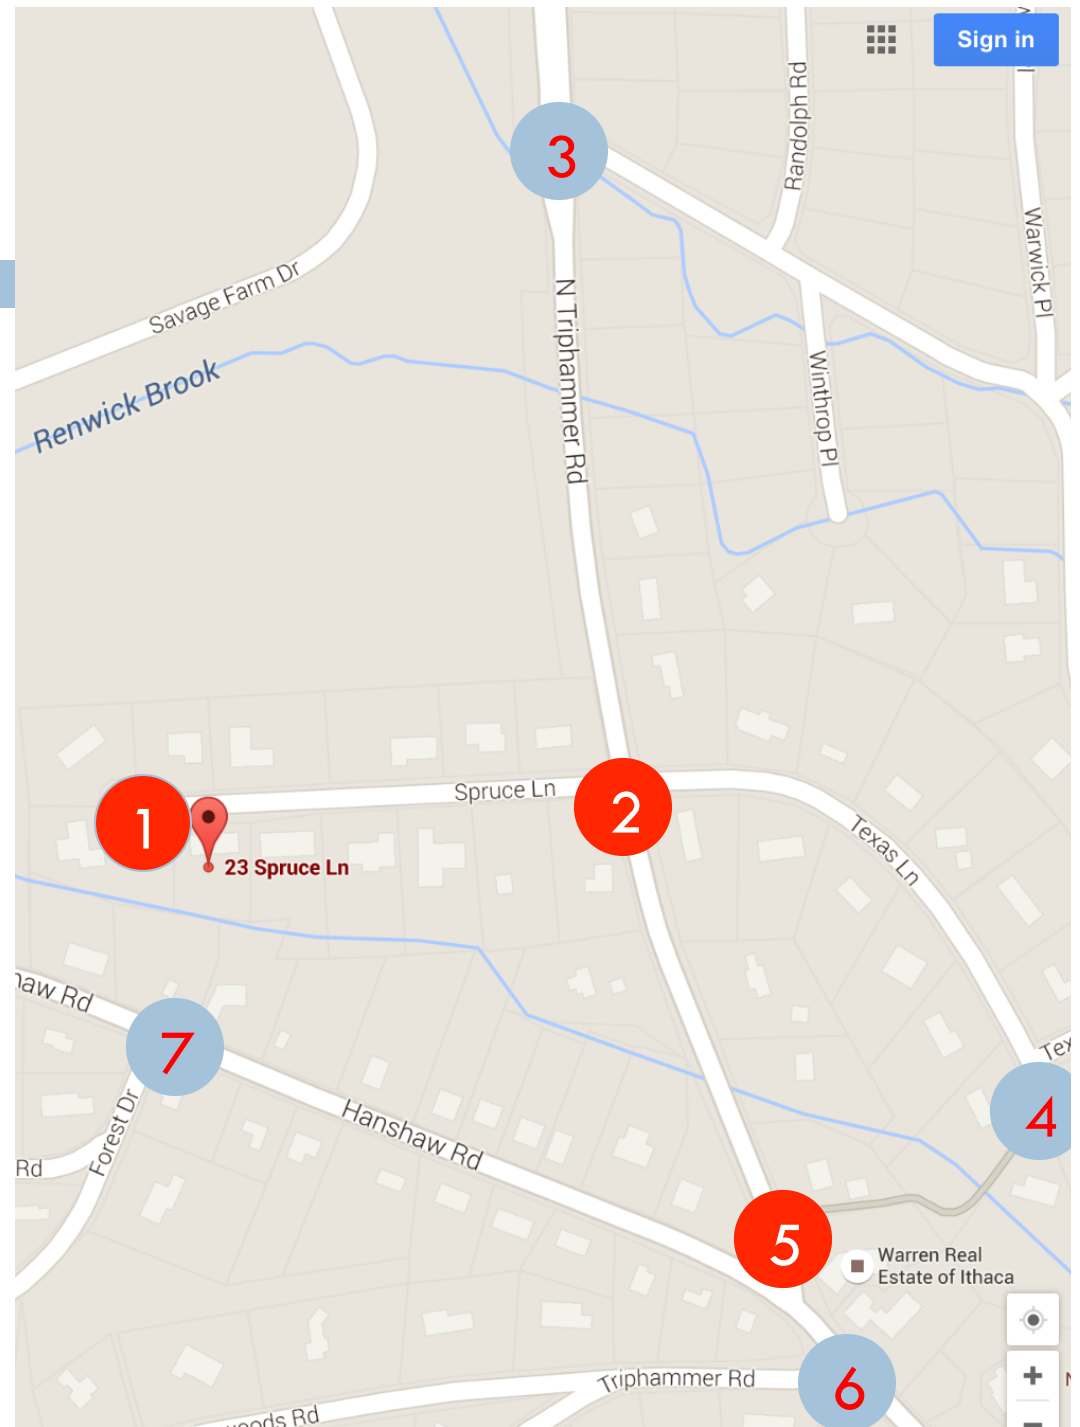 Sign in
3
Randolph Rd
Warwick Pl
Savage Farm Dr
N Triphammer Rd
Renwick Brook
Winthrop Pl
Spruce Ln
1
2
Texas Ln
23 Spruce Ln
haw Rd
7
Tex
4
Forest Dr
Hanshaw Rd
Rd
5
Warren Real
Estate of Ithaca
6
Triphammer Rd
oods Rd